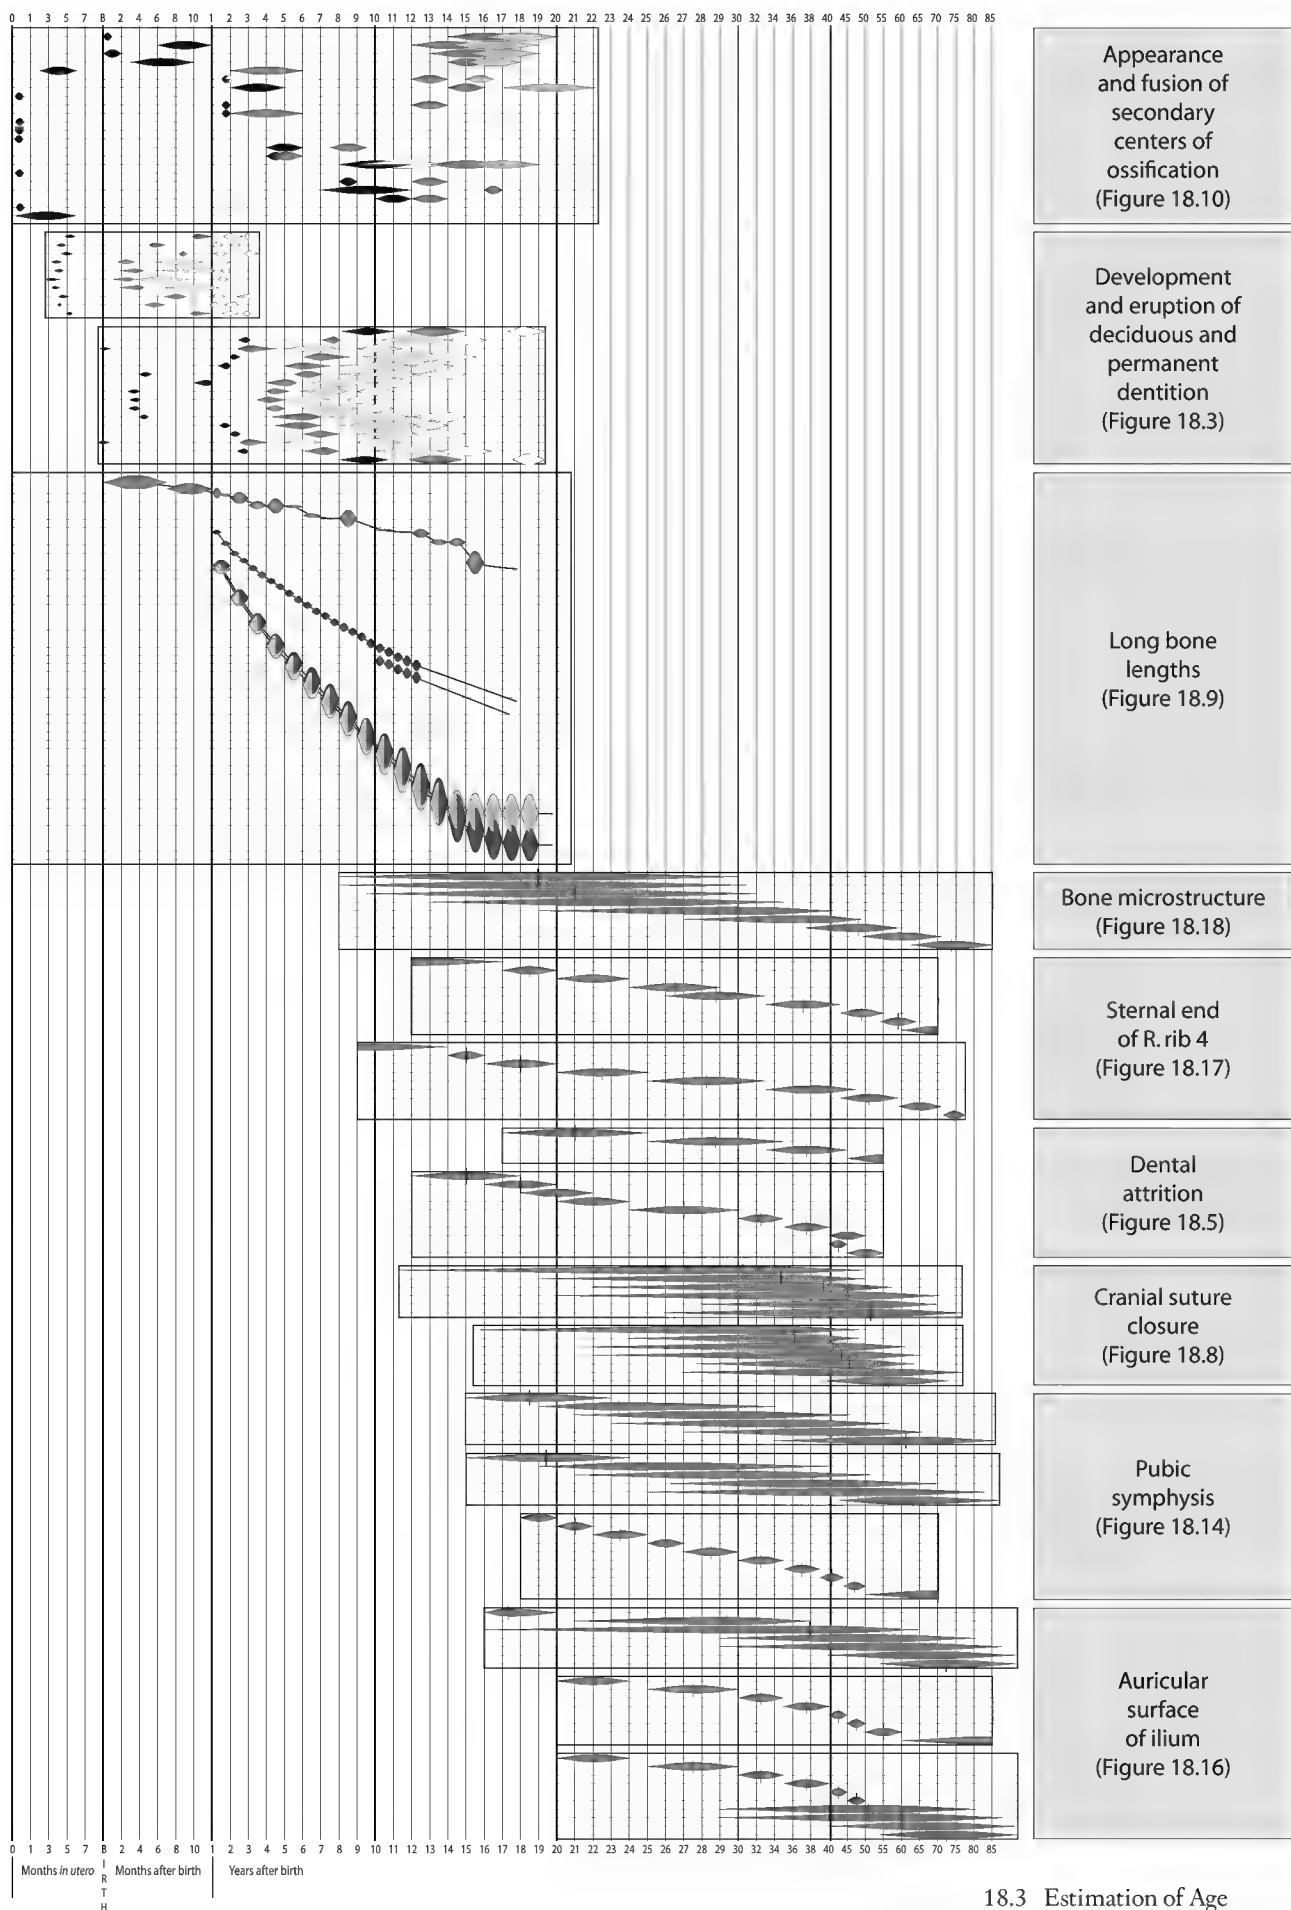 0 1 3 5 7 B 2 4 6 8 10 1 2 3 4 5 6 7 8 9 10 11 12 13 14 15 16 17 18 19 20 21 22 23 24 25 26 27 28 29 30 32 34 36 38 40 45 50 55 60 65 70 75 80 85
Appearance
and fusion of
secondary
centers of
ossification
(Figure 18.10)
Development
and eruption of
deciduous and
permanent
dentition
(Figure 18.3)
Long bone
lengths
(Figure 18.9)
Bone microstructure
(Figure 18.18)
Sternal end
of R. rib 4
(Figure 18.17)
Dental
attrition
(Figure 18.5)
Cranial suture
closure
(Figure 18.8)
Pubic
symphysis
(Figure 18.14)
Auricular
surface
of ilium
(Figure 18.16)
0 1 3 5 7 B 2 4 6 8 10 1 2 3 4 5 6 7 8 9 10 11 12 13 14 15 16 17 18 19 20 22 23 24 25 26 27 28 29 30 32 34 36 38 40 45 50 55 60 65 70 75 80 85
Months in utero
BIRTH
Months after birth
Years after birth
18.3 Estimation of Age